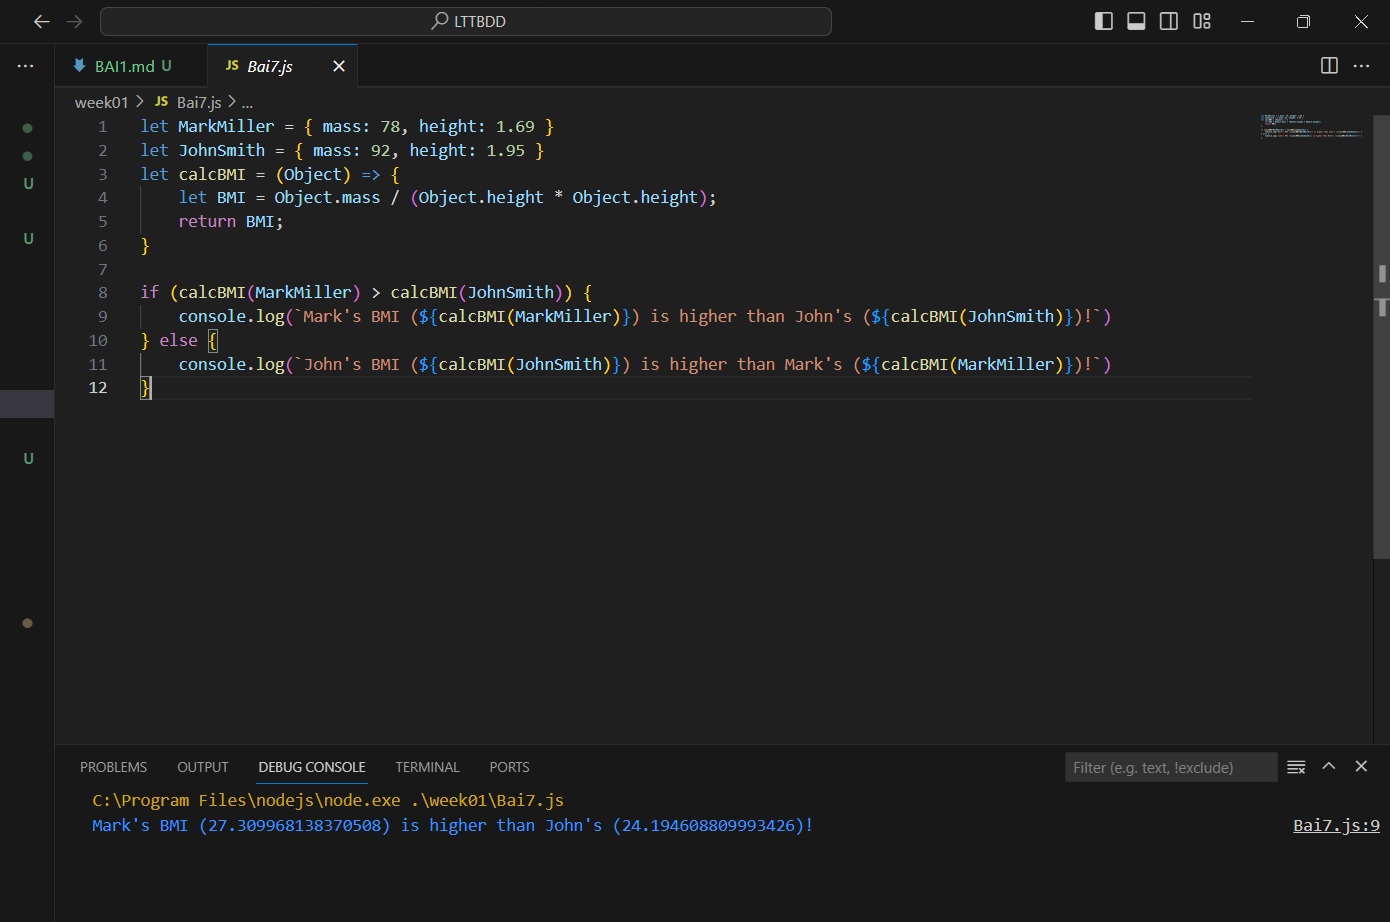 LTTBDD
BAI1.md U
JS Bai7.js
week01 > JS Bai7.js > ...
1 let MarkMiller = { mass: 78, height: 1.69 }
2 let JohnSmith = { mass: 92, height: 1.95 }
3 let calcBMI = (Object) => {
4 let BMI = Object.mass / (Object.height * Object.height);
5 return BMI;
6 }
7
8 if (calcBMI(MarkMiller) > calcBMI(JohnSmith)) {
9 console.log(`Mark's BMI (${calcBMI(MarkMiller)}) is higher than John's (${calcBMI(JohnSmith)})!`)
10 } else {
11 console.log(`John's BMI (${calcBMI(JohnSmith)}) is higher than Mark's (${calcBMI(MarkMiller)})!`)
12 }
U
U
U
PROBLEMS OUTPUT DEBUG CONSOLE TERMINAL PORTS Filter (e.g. text, !exclude)
C:\Program Files\nodejs\node.exe .\week01\Bai7.js
Mark's BMI (27.309968138370508) is higher than John's (24.194608809993426)! Bai7.js:9